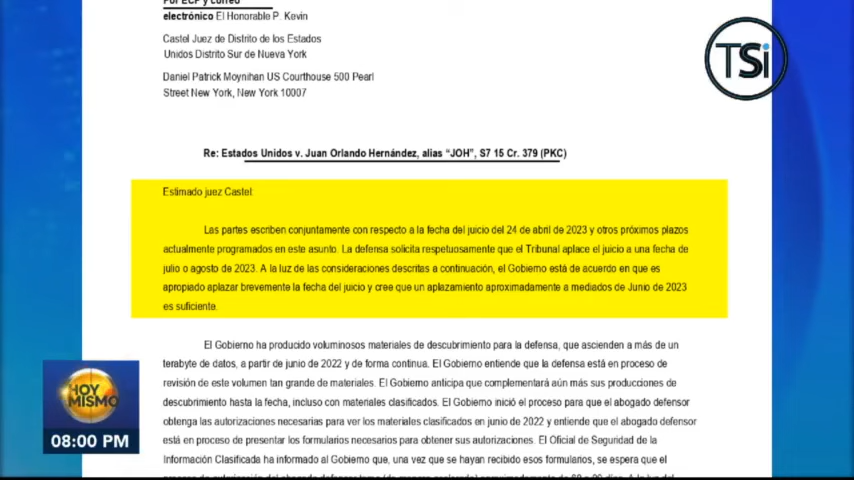 Por ECF y correo
electrónico El Honorable P. Kevin
Castel Juez de Distrito de los Estados
Unidos Distrito Sur de Nueva York
Daniel Patrick Moynihan US Courthouse 500 Pearl
Street New York, New York 10007
TSi
Re: Estados Unidos v. Juan Orlando Hernández, alias “JOH”, S7 15 Cr. 379 (PKC)
Estimado juez Castel:
Las partes escriben conjuntamente con respecto a la fecha del juicio del 24 de abril de 2023 y otros próximos plazos
actualmente programados en este asunto. La defensa solicita respetuosamente que el Tribunal aplace el juicio a una fecha de
julio o agosto de 2023. A la luz de las consideraciones descritas a continuación, el Gobierno está de acuerdo en que es
apropiado aplazar brevemente la fecha del juicio y cree que un aplazamiento aproximadamente a mediados de Junio de 2023
es suficiente.
El Gobierno ha producido voluminosos materiales de descubrimiento para la defensa, que ascienden a más de un
terabyte de datos, a partir de junio de 2022 y de forma continua. El Gobierno entiende que la defensa está en proceso de
revisión de este volumen tan grande de materiales. El Gobierno anticipa que complementará aún más sus producciones de
descubrimiento hasta la fecha, incluso con materiales clasificados. El Gobierno inició el proceso para que el abogado defensor
obtenga las autorizaciones necesarias para ver los materiales clasificados en junio de 2022 y entiende que el abogado defensor
está en proceso de presentar los formularios necesarios para obtener sus autorizaciones. El Oficial de Seguridad de la
Información Clasificada ha informado al Gobierno que, una vez que se hayan recibido esos formularios, se espera que el
HOY
MISMO
08:00 PM